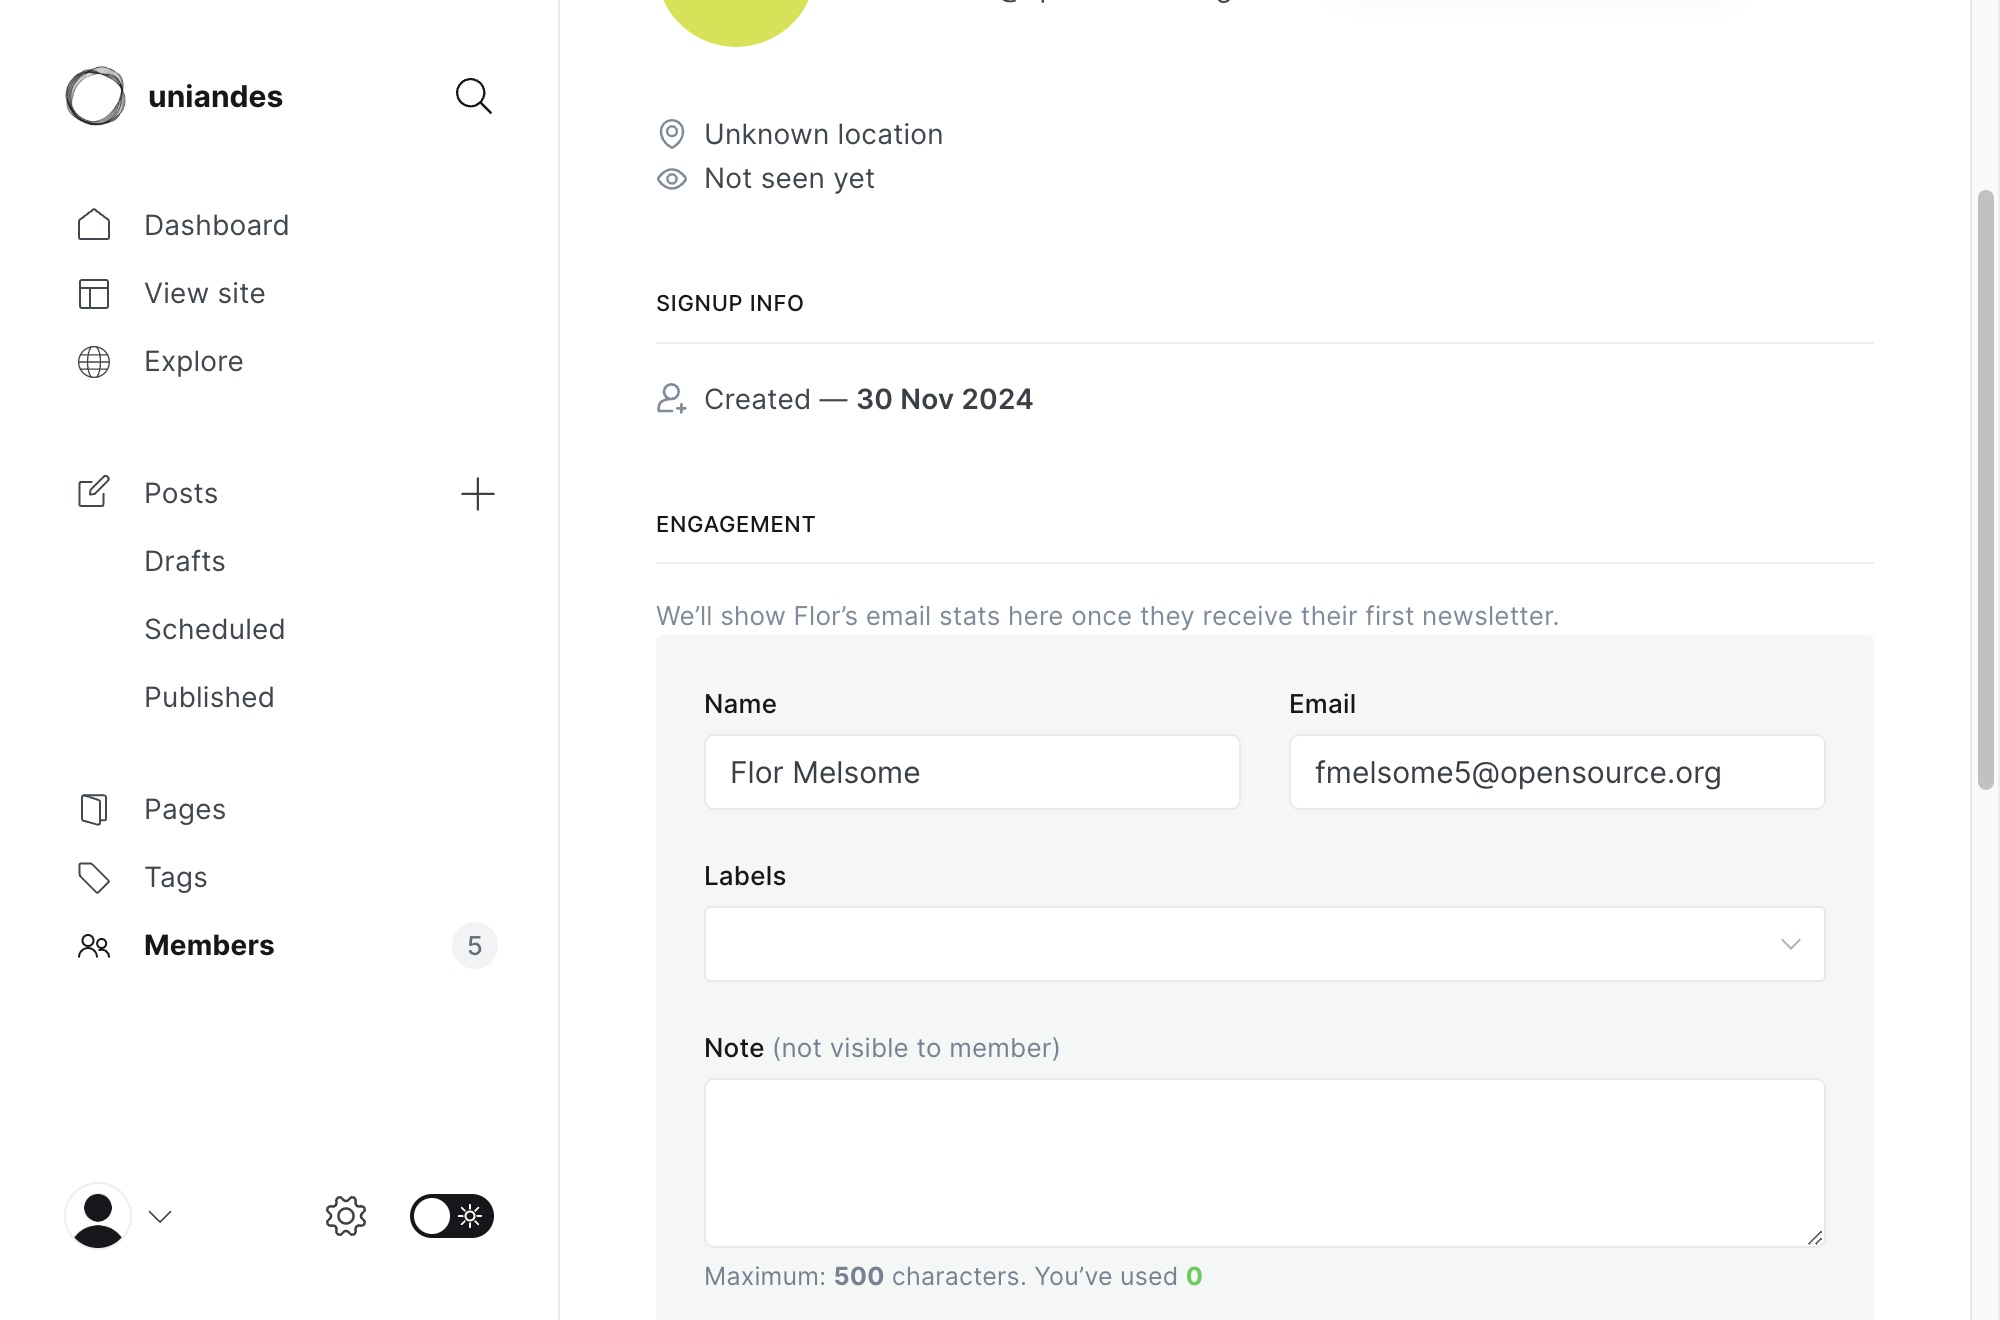 uniandes
Dashboard
View site
Explore
Posts
Drafts
Scheduled
Published
Pages
Tags
Members
5
Unknown location
Not seen yet
SIGNUP INFO
Created — 30 Nov 2024
ENGAGEMENT
We’ll show Flor’s email stats here once they receive their first newsletter.
Name
Flor Melsome
Email
fmelsome5@opensource.org
Labels
Note (not visible to member)
Maximum: 500 characters. You’ve used 0